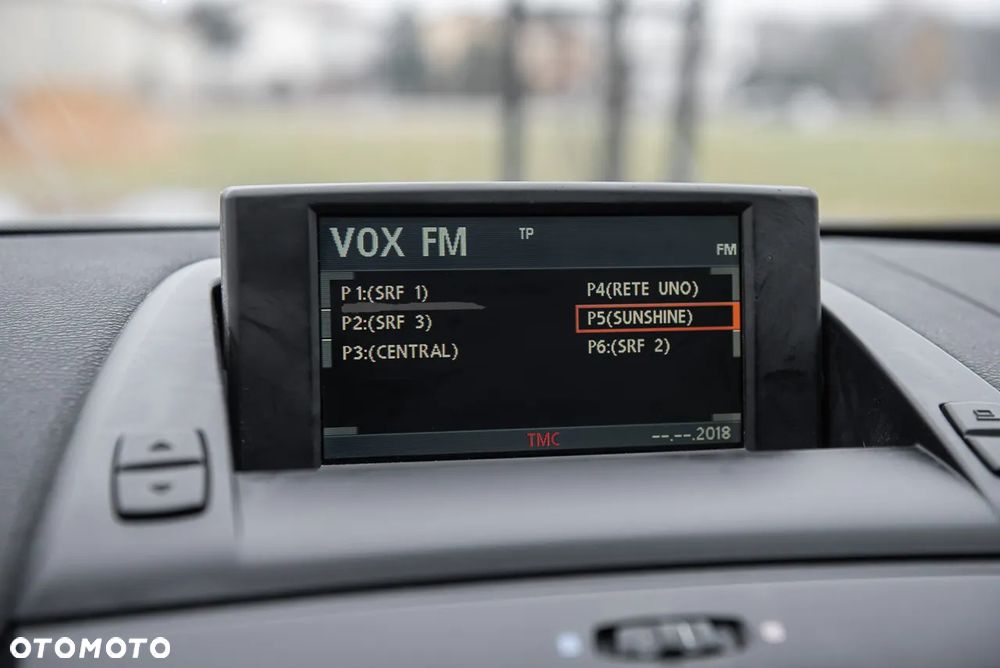 VOX FM TP FM
P1:(SRF 1)
P2:(SRF 3)
P3:(CENTRAL)
P4(RETE UNO)
P5(SUNSHINE)
P6:(SRF 2)
TMC --.--.2018
OTOMOTO